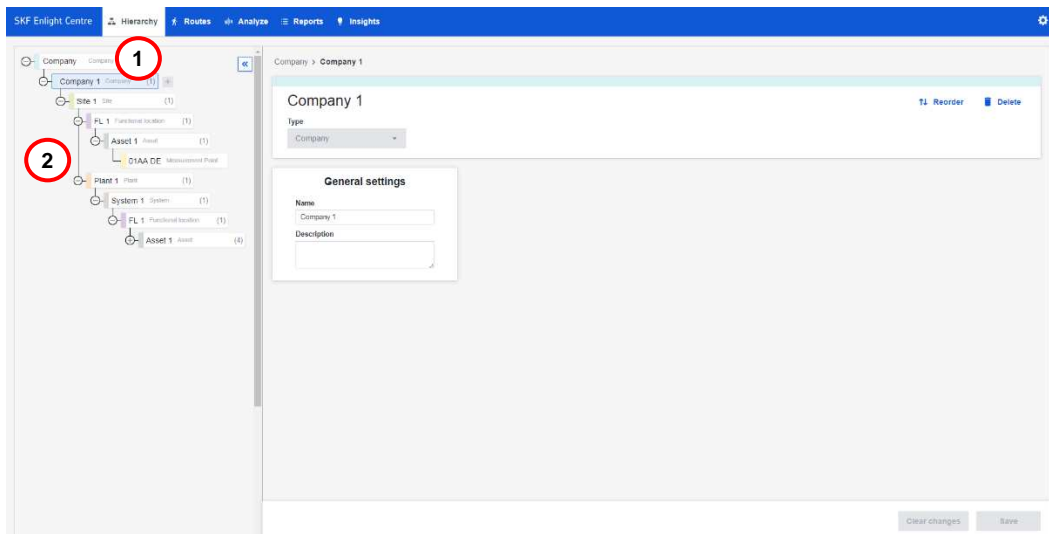 SKF Enlight Centre Hierarchy Routes Analyze Reports Insights
1
Company Company
Company 1 Company (1) +
Site 1 Site (1)
FL 1 Functional location (1)
Asset 1 Asset (1)
2
01AA DE Measurement Point
Plant 1 Plant (1)
System 1 System (1)
FL 1 Functional location (1)
Asset 1 Asset (4)
«
Company > Company 1
Company 1
Reorder Delete
Type
Company
General settings
Name
Company 1
Description
Clear changes Save